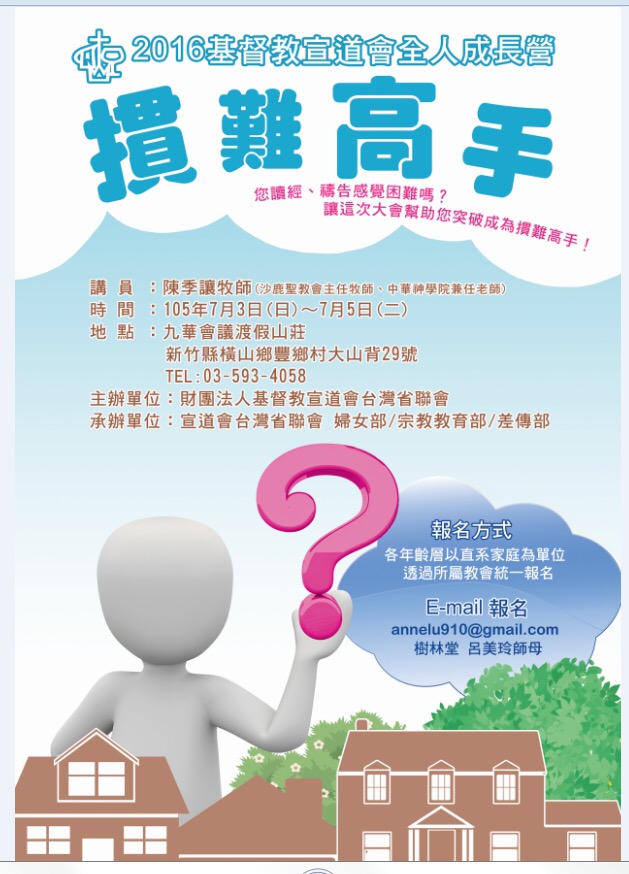 2016基督教宣道會全人成長營
摜難高手
您讀經、禱告感覺困難嗎？
讓這次大會幫助您突破成為摜難高手！
講 員 ：陳季讓牧師(沙鹿聖教會主任牧師、中華神學院兼任老師)
時 間 ：105年7月3日(日)～7月5日(二)
地 點 ：九華會議渡假山莊
新竹縣橫山鄉豐鄉村大山背29號
TEL:03-593-4058
主辦單位：財團法人基督教宣道會台灣省聯會
承辦單位：宣道會台灣省聯會 婦女部/宗教教育部/差傳部
報名方式
各年齡層以直系家庭為單位
透過所屬教會統一報名
E-mail 報名
annelu910@gmail.com
樹林堂 呂美玲師母